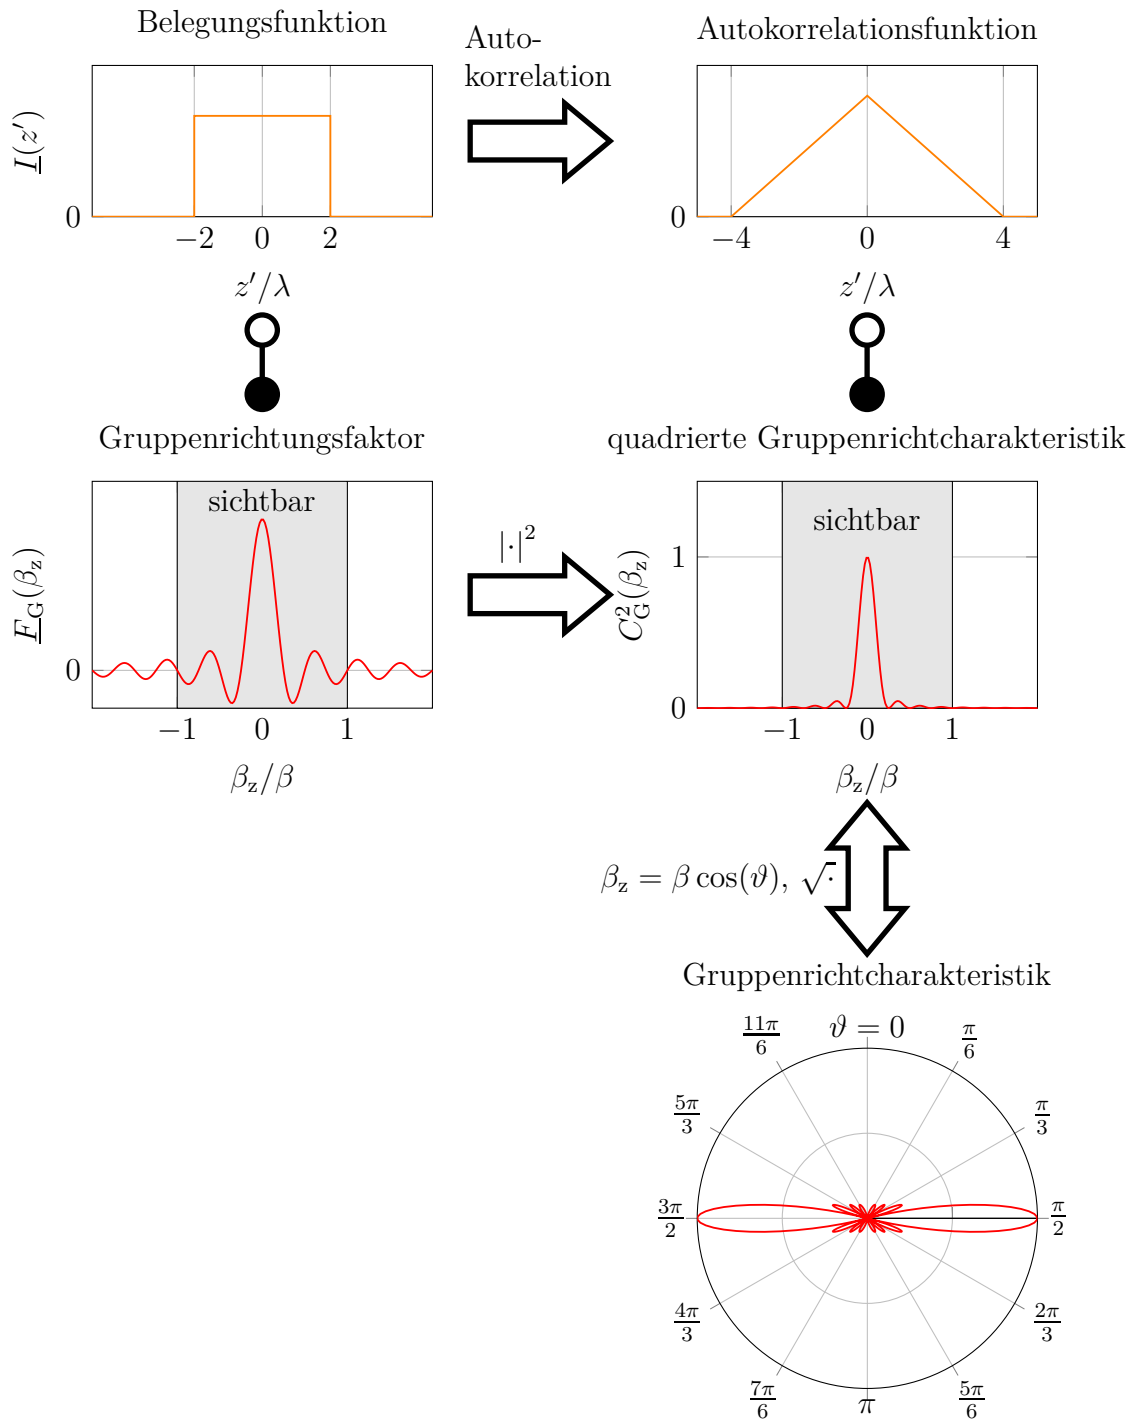 Belegungsfunktion
I(z′)
0
−2 0 2
z′/λ
Auto-
korrelation
Autokorrelationsfunktion
0
−4 0 4
z′/λ
Gruppenrichtungsfaktor
sichtbar
F_G(β_z)
0
−1 0 1
β_z/β
|·|²
quadrierte Gruppenrichtcharakteristik
sichtbar
C²_G(β_z)
1
0
−1 0 1
β_z/β
β_z = β cos(ϑ), √·
Gruppenrichtcharakteristik
ϑ = 0
π/6
π/3
π/2
2π/3
5π/6
π
7π/6
4π/3
3π/2
5π/3
11π/6